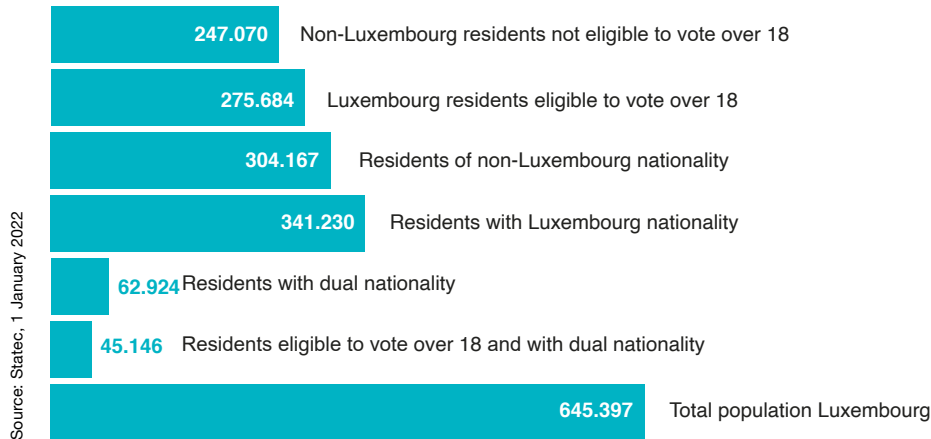 247.070 Non-Luxembourg residents not eligible to vote over 18
275.684 Luxembourg residents eligible to vote over 18
304.167 Residents of non-Luxembourg nationality
341.230 Residents with Luxembourg nationality
62.924 Residents with dual nationality
45.146 Residents eligible to vote over 18 and with dual nationality
645.397 Total population Luxembourg
Source: Statec, 1 January 2022